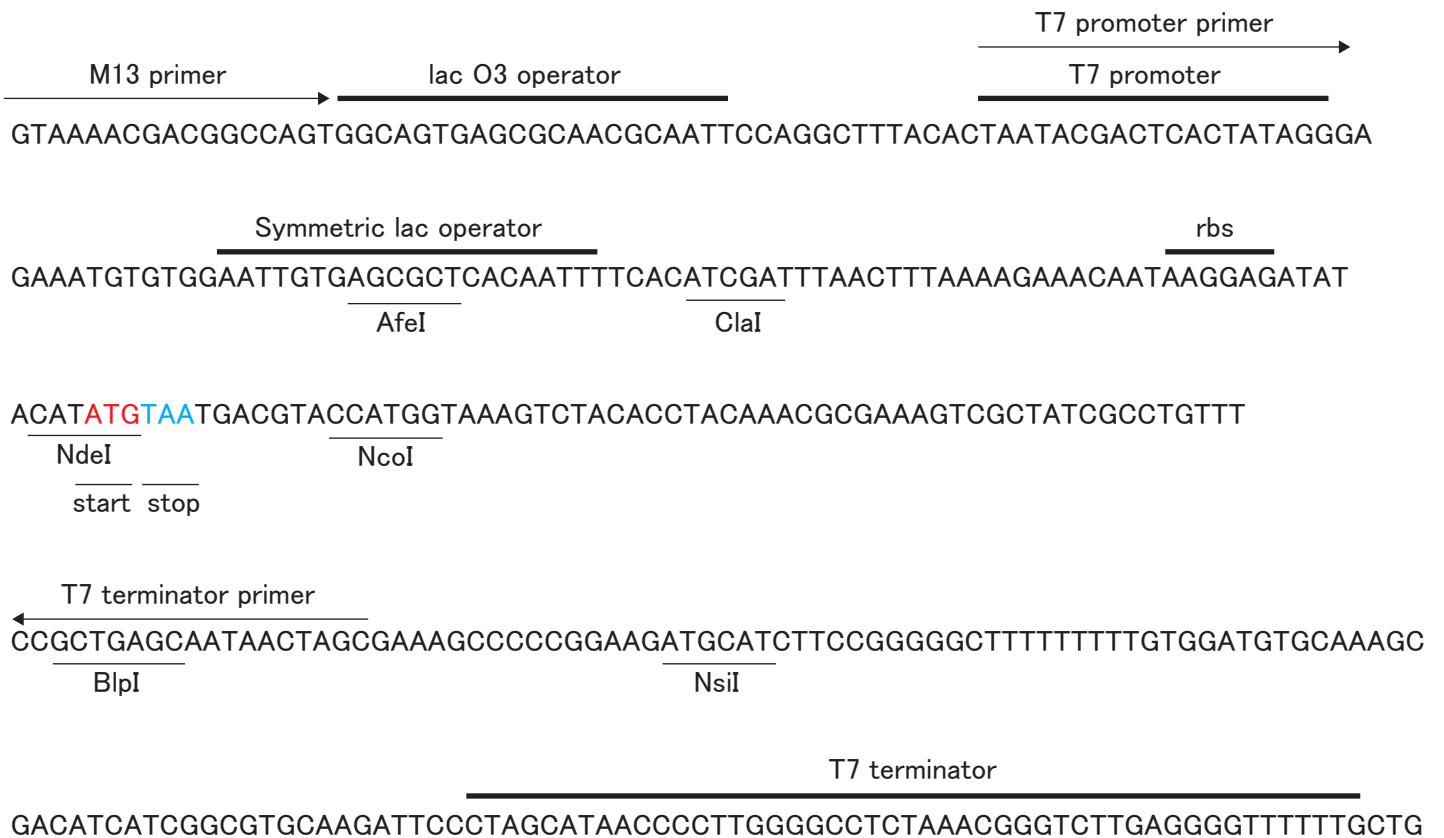 T7 promoter primer
M13 primer lac O3 operator T7 promoter
GTAAAACGACGGCCAGTGGCAGTGAGCGCAACGCAATTCCAGGCTTTACACTAATACGACTCACTATAGGGA
Symmetric lac operator rbs
GAAATGTGTGGAATTGTGAGCGCTCACAATTTTCACATCGATTTAACTTTAAAAGAAACAATAAGGAGATAT
AfeI ClaI
ACATATGTAATGACGTACCATGGTAAAGTCTACACCTACAAACGCGAAAGTCGCTATCGCCTGTTT
NdeI NcoI
start stop
T7 terminator primer
CCGCTGAGCAATAACTAGCGAAAGCCCCCGGAAGATGCATCTTCCGGGGGCTTTTTTTTTGTGGATGTGCAAAGC
BlpI NsiI
T7 terminator
GACATCATCGGCGTGCAAGATTCCCTAGCATAACCCCTTGGGGCCTCTAAACGGGTCTTGAGGGGTTTTTTGCTG